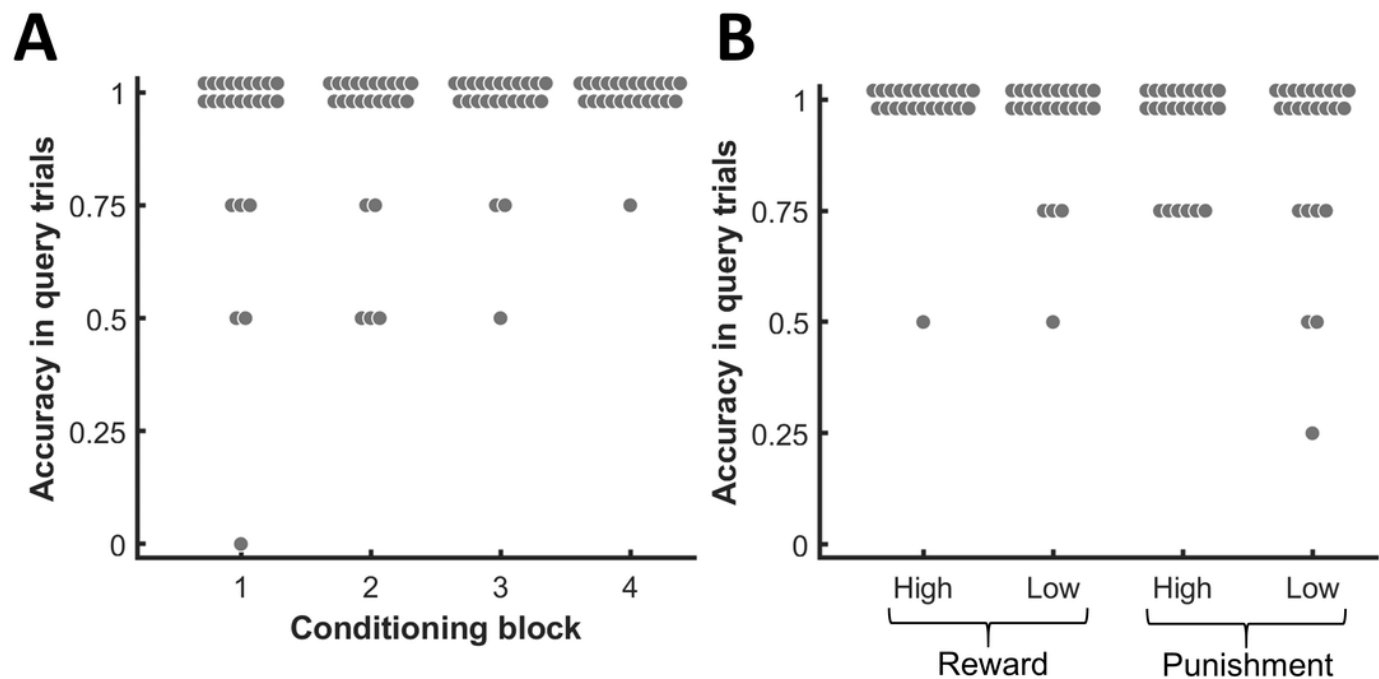 A
Accuracy in query trials
1
0.75
0.5
0.25
0
1 2 3 4
Conditioning block
B
Accuracy in query trials
1
0.75
0.5
0.25
0
High Low High Low
Reward Punishment